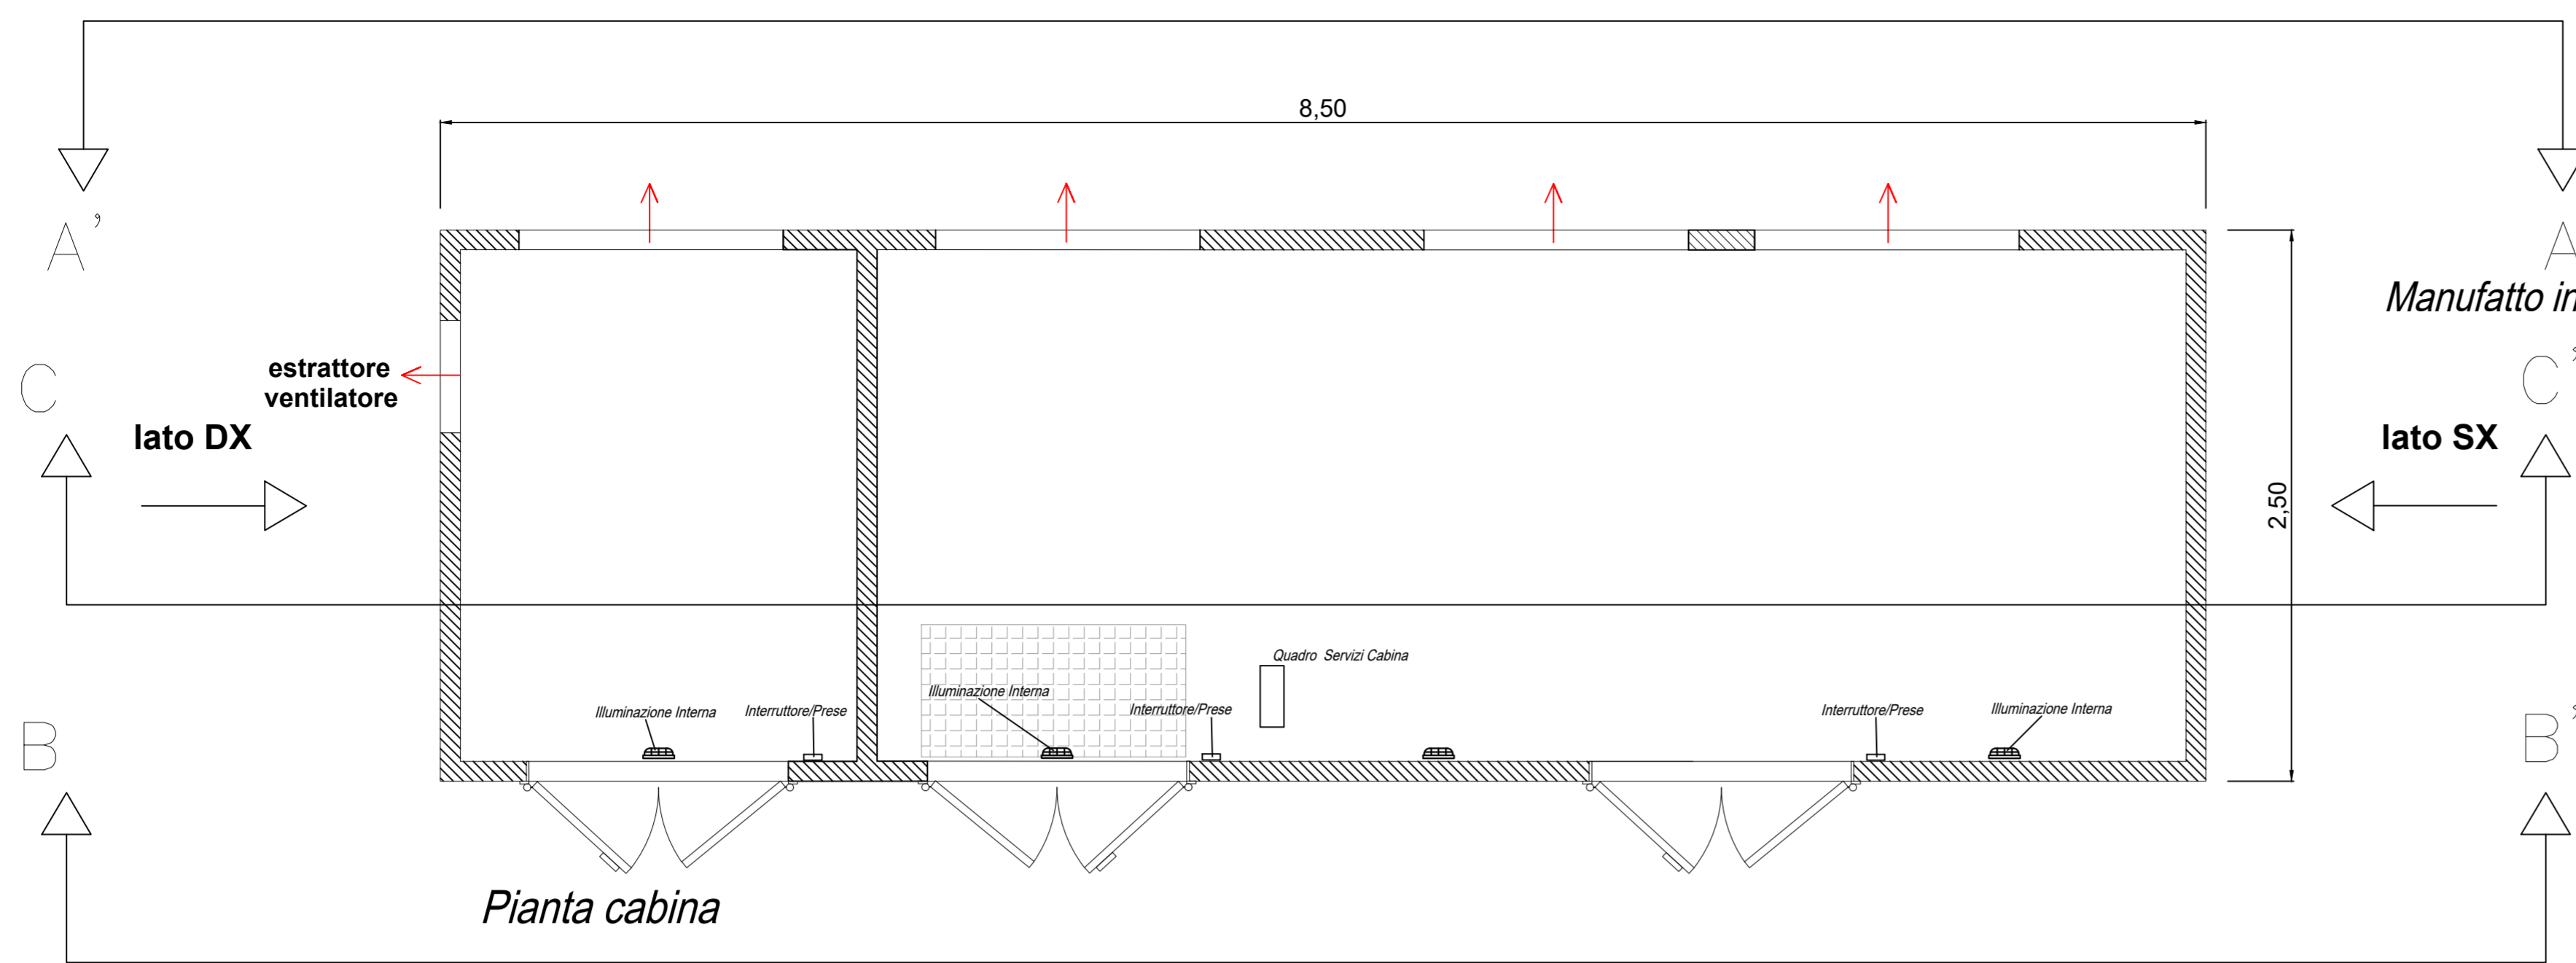 8,50
A'
A
Manufatto in
estrattore
ventilatore
C
C'
lato DX
lato SX
2,50
Quadro Servizi Cabina
Illuminazione Interna
Illuminazione Interna
Interruttore/Prese
Interruttore/Prese
Interruttore/Prese
Illuminazione Interna
B
B'
Pianta cabina